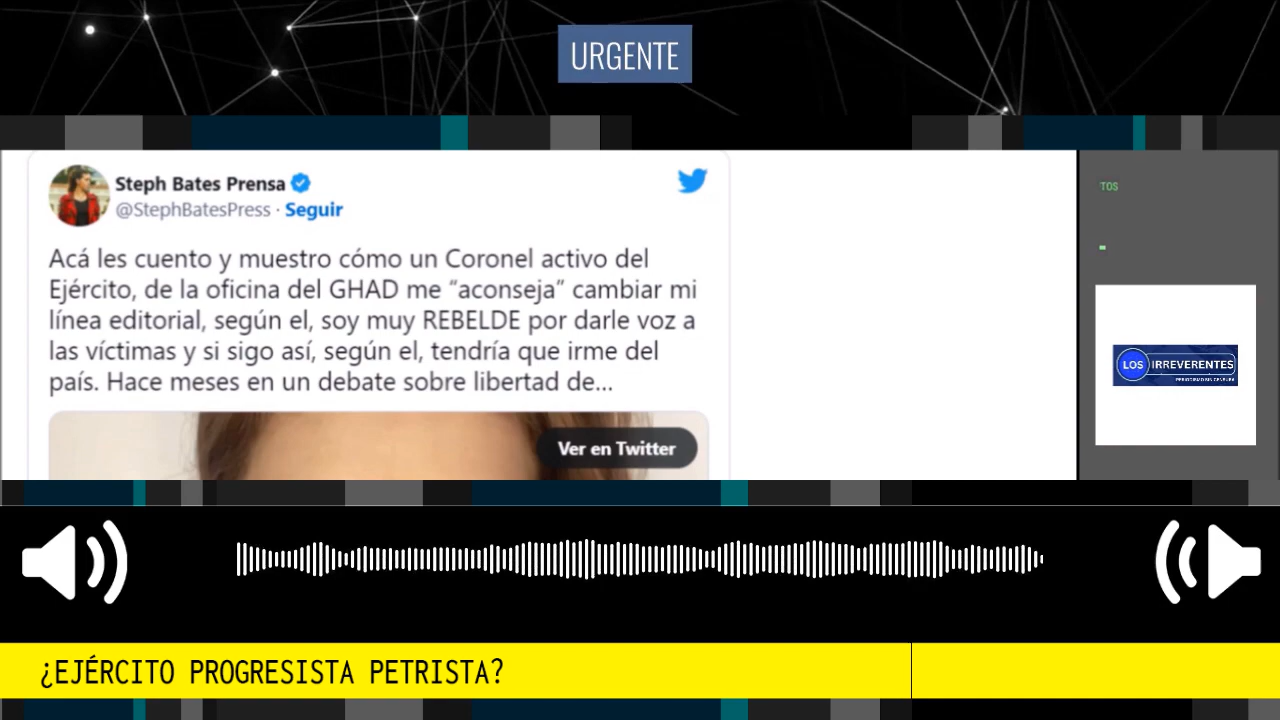 URGENTE
Steph Bates Prensa
@StephBatesPress · Seguir
Acá les cuento y muestro cómo un Coronel activo del
Ejército, de la oficina del GHAD me “aconseja” cambiar mi
línea editorial, según el, soy muy REBELDE por darle voz a
las víctimas y si sigo así, según el, tendría que irme del
país. Hace meses en un debate sobre libertad de...
Ver en Twitter
TOS
LOS IRREVERENTES
PERIODISMO SIN CENSURA
¿EJÉRCITO PROGRESISTA PETRISTA?